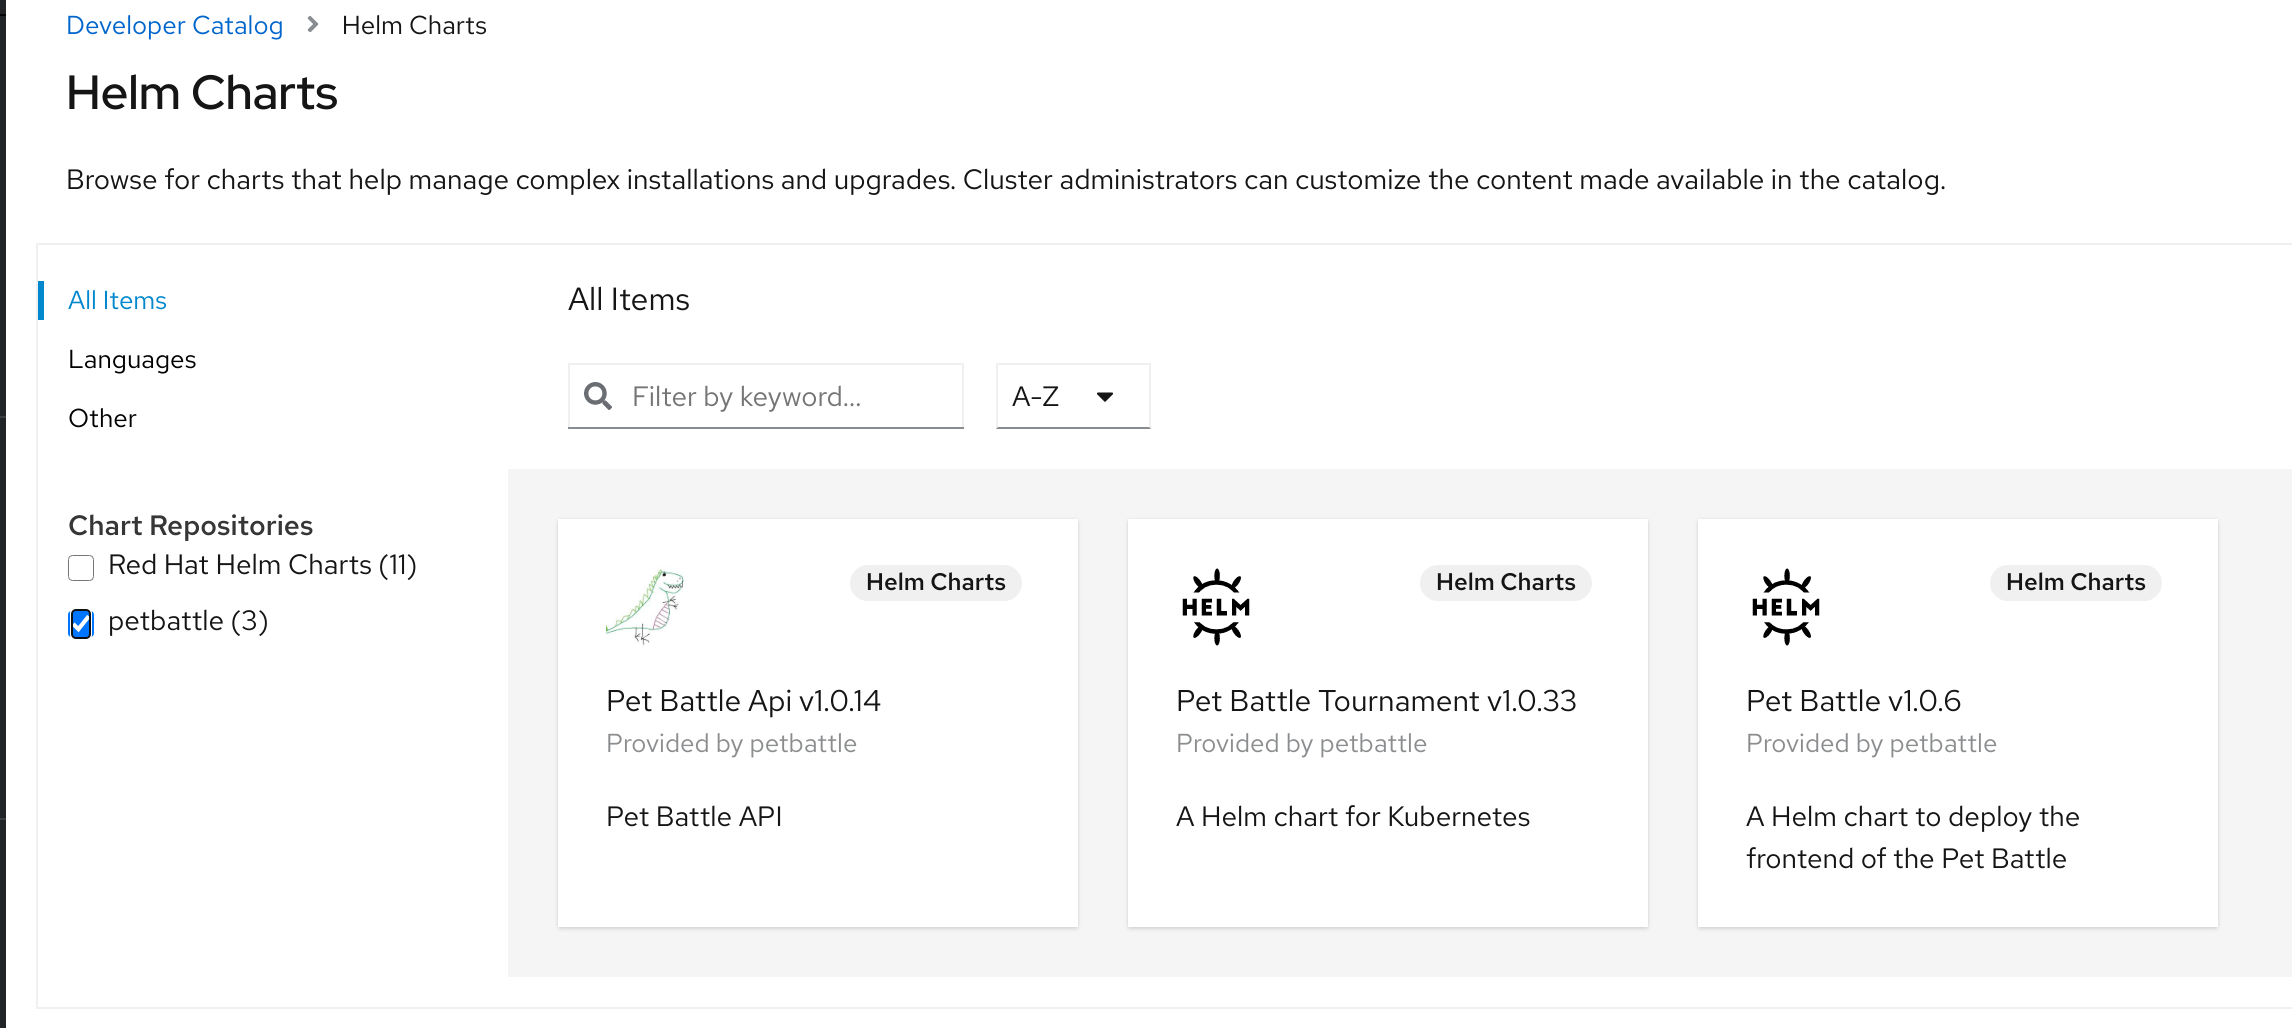 Developer Catalog > Helm Charts
Helm Charts
Browse for charts that help manage complex installations and upgrades. Cluster administrators can customize the content made available in the catalog.
All Items
Languages
Other
Chart Repositories
Red Hat Helm Charts (11)
petbattle (3)
All Items
Filter by keyword...
A-Z
Helm Charts
Pet Battle Api v1.0.14
Provided by petbattle
Pet Battle API
HELM
Helm Charts
Pet Battle Tournament v1.0.33
Provided by petbattle
A Helm chart for Kubernetes
HELM
Helm Charts
Pet Battle v1.0.6
Provided by petbattle
A Helm chart to deploy the
frontend of the Pet Battle